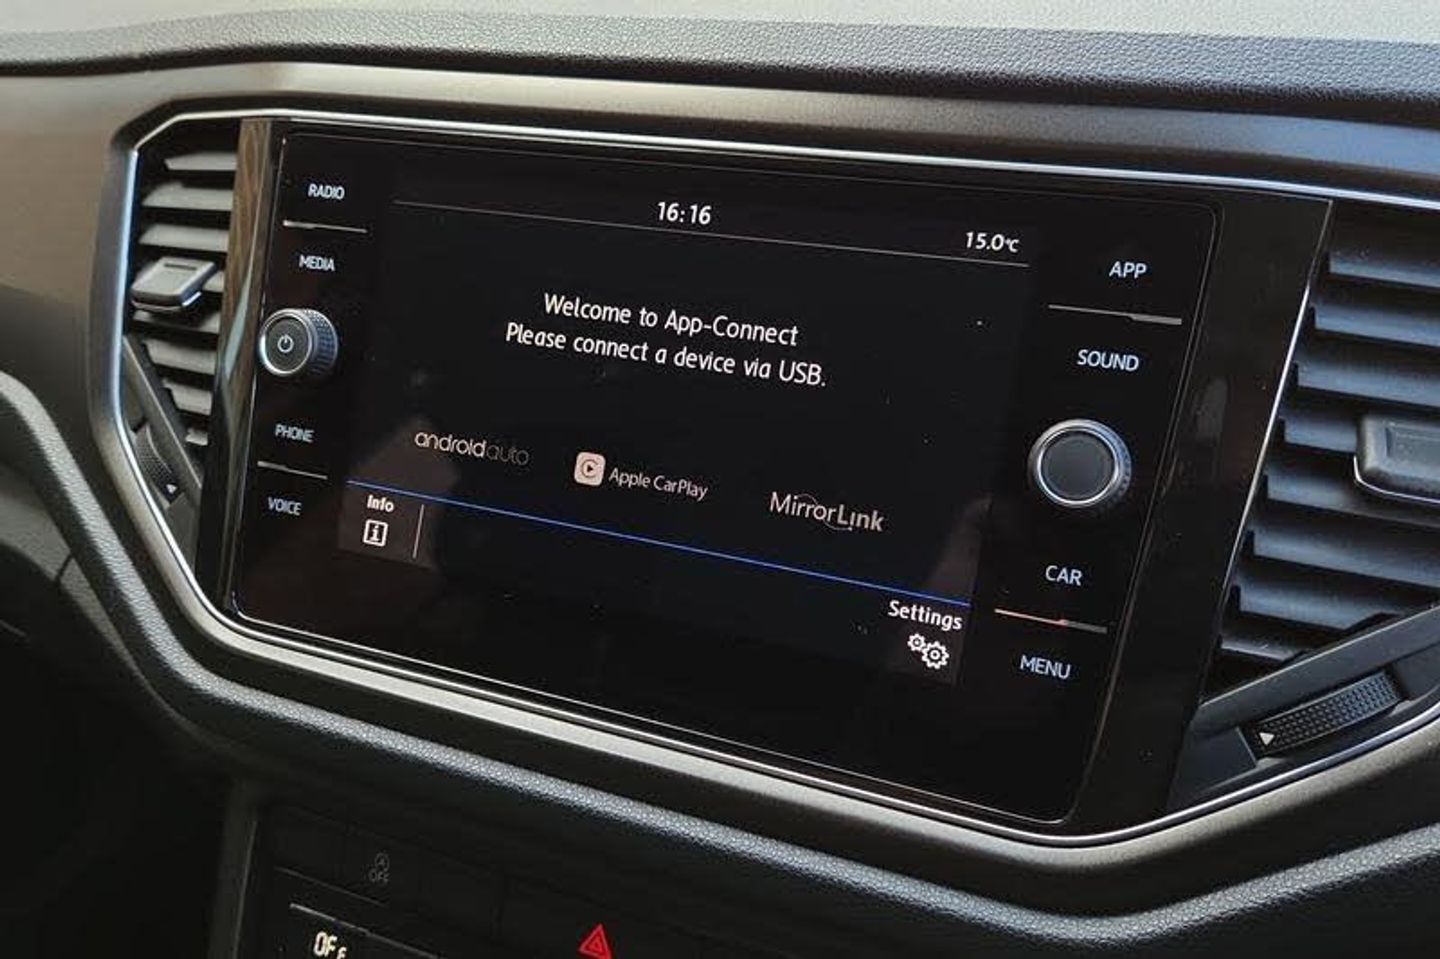 RADIO
MEDIA
PHONE
VOICE
16:16
15.0°C
Welcome to App-Connect
Please connect a device via USB.
androidauto
Apple CarPlay
MirrorLink
Info
Settings
APP
SOUND
CAR
MENU
OFF